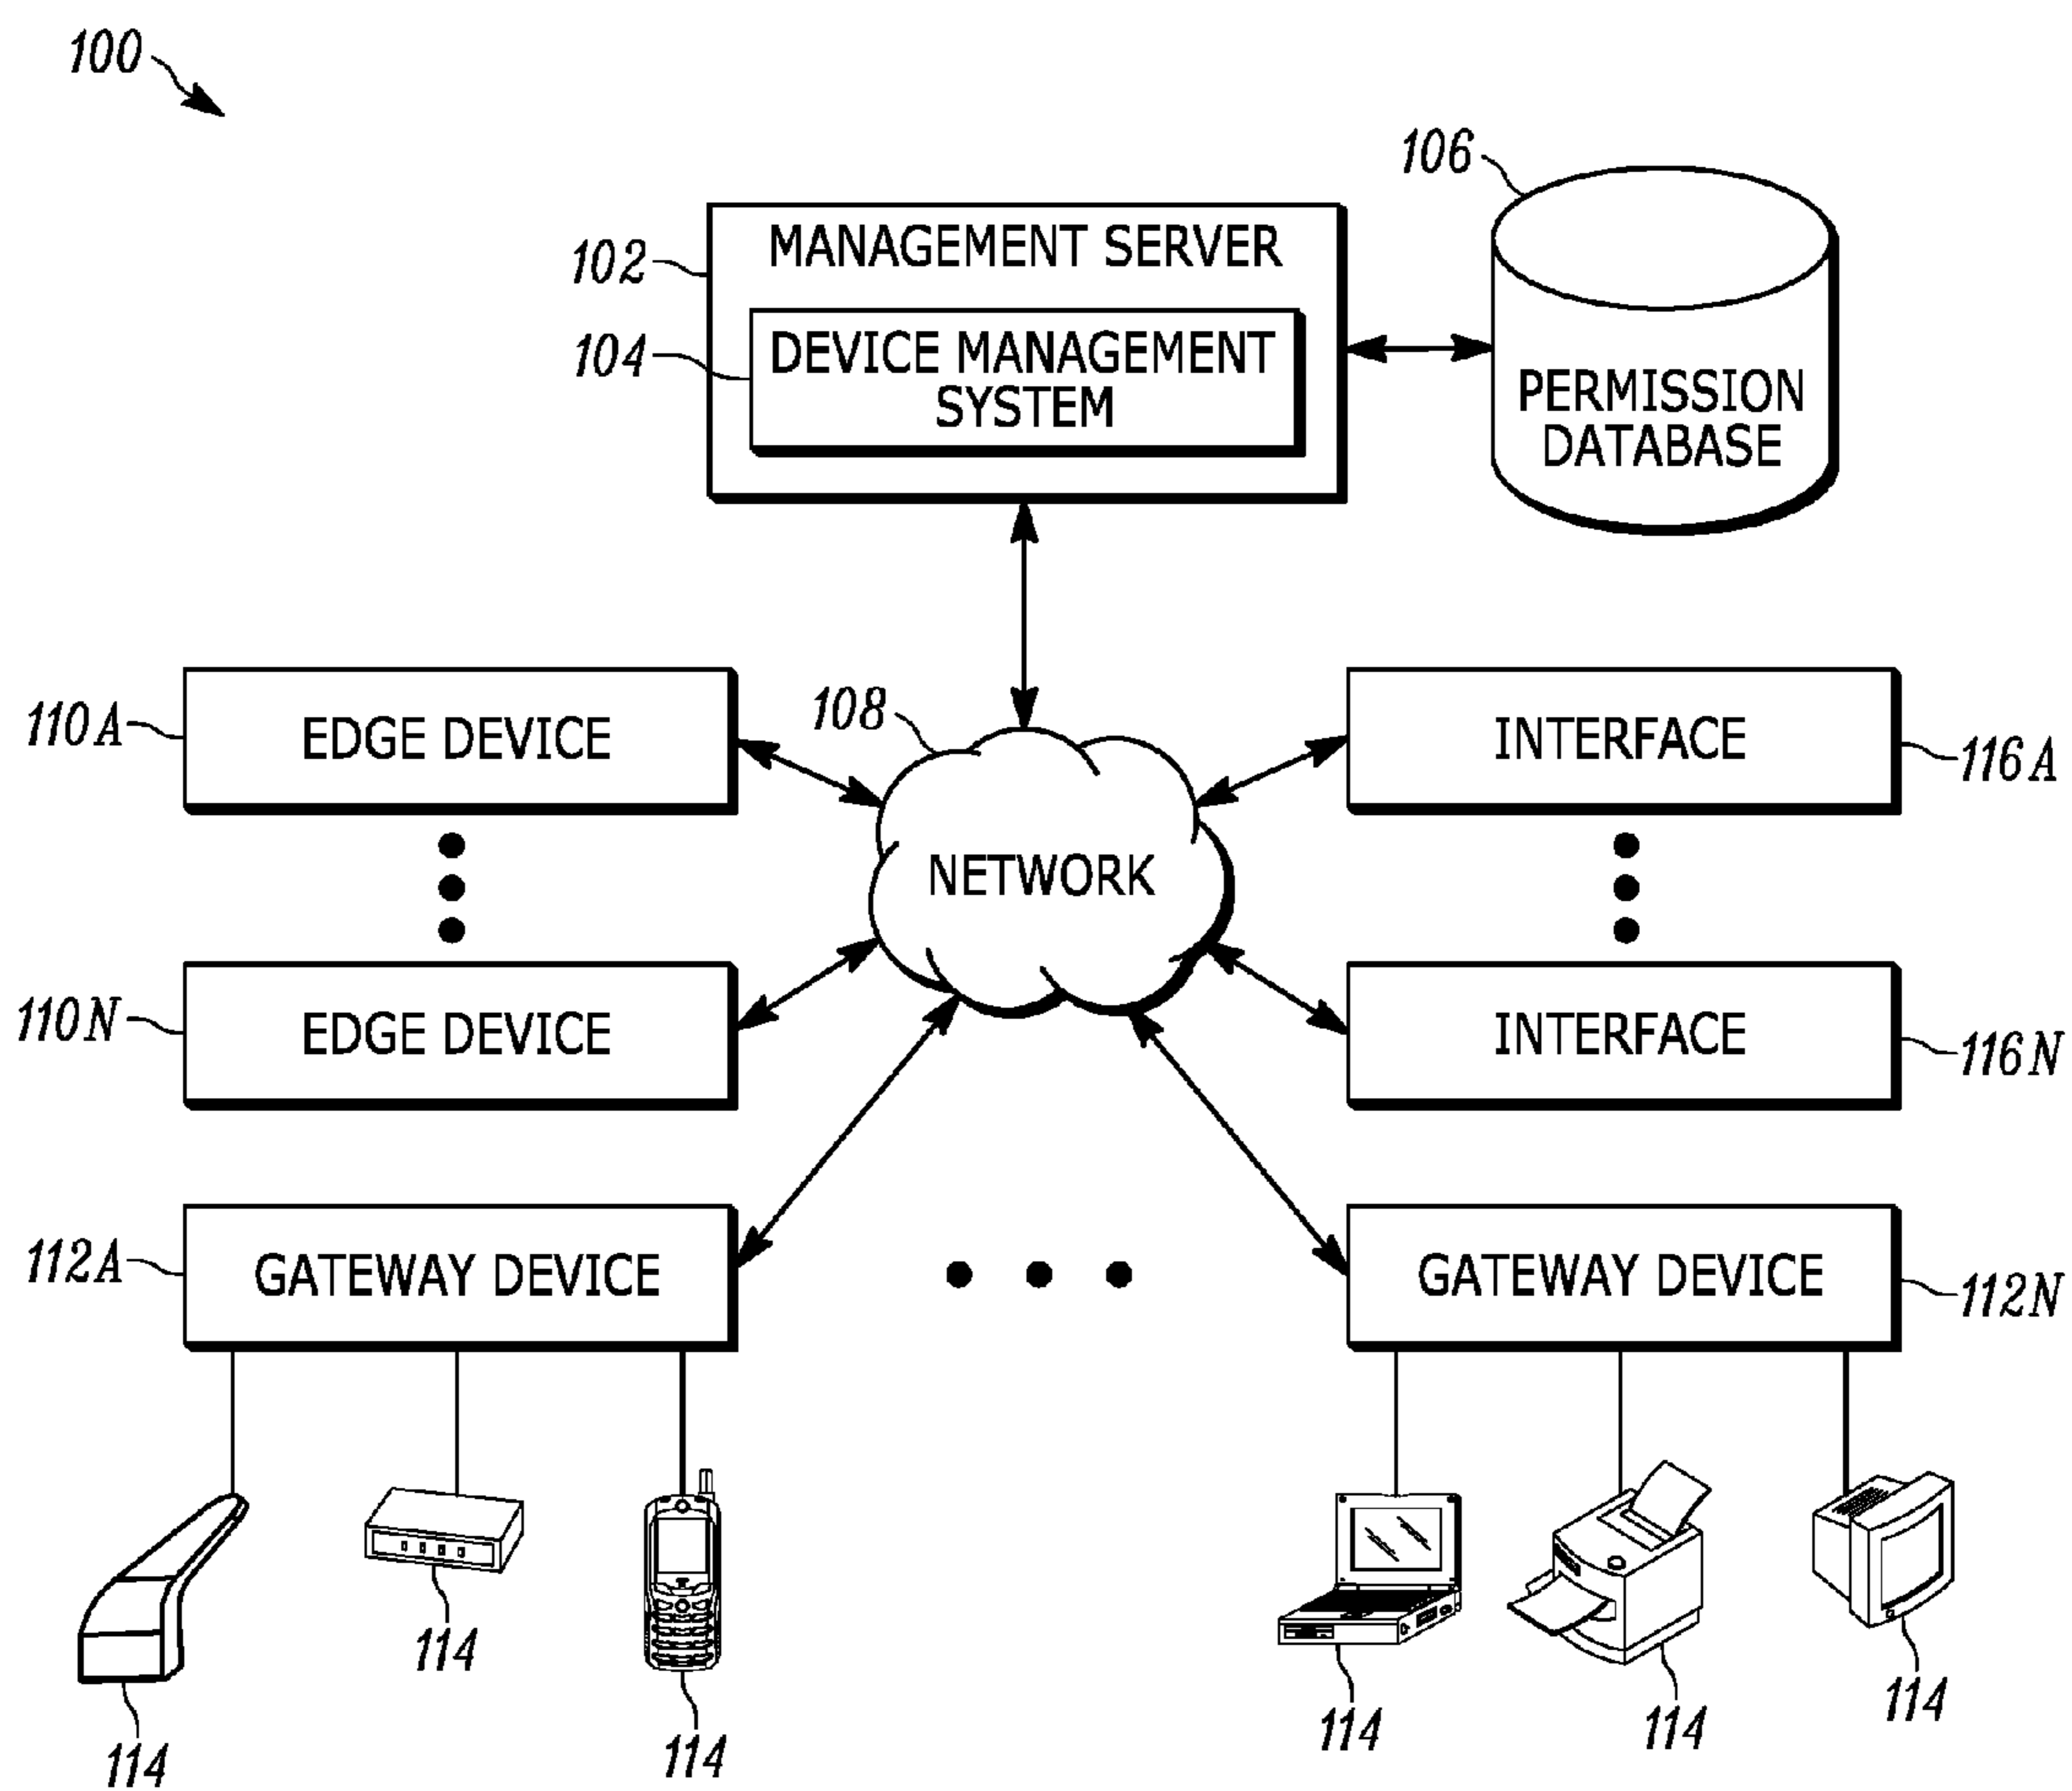 100
106
MANAGEMENT SERVER
102
DEVICE MANAGEMENT
SYSTEM
104
PERMISSION
DATABASE
110A
EDGE DEVICE
108
INTERFACE
116A
NETWORK
110N
EDGE DEVICE
INTERFACE
116N
112A
GATEWAY DEVICE
GATEWAY DEVICE
112N
114
114
114
114
114
114